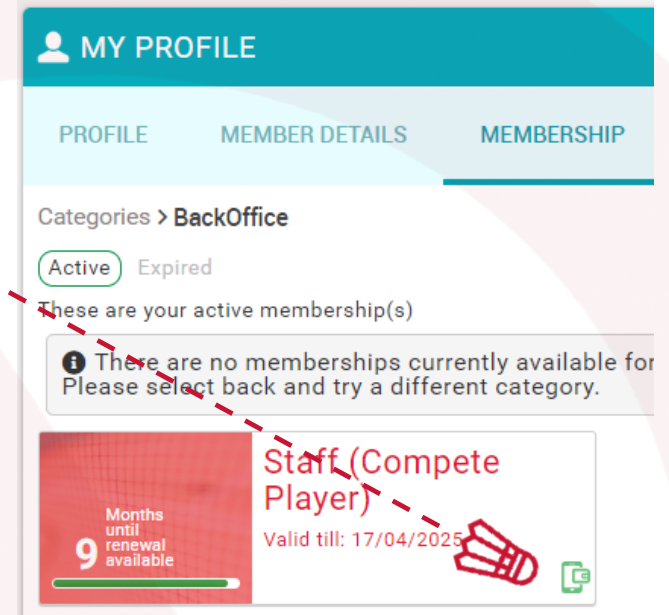 MY PROFILE
PROFILE MEMBER DETAILS MEMBERSHIP
Categories > BackOffice
Active Expired
These are your active membership(s)
There are no memberships currently available for
Please select back and try a different category.
Staff (Compete
Player)
Valid till: 17/04/2025
Months
until
9 renewal
available